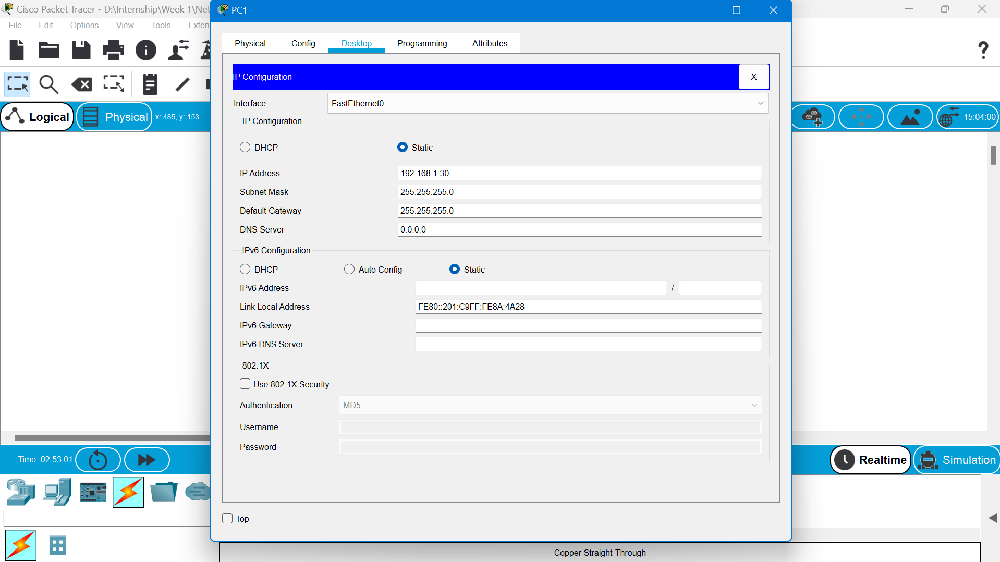 Cisco Packet Tracer - D:\Internship\Week 1\Net
PC1
File Edit Options View Tools Exten
Physical Config Desktop Programming Attributes
?
IP Configuration X
Interface FastEthernet0
Logical Physical x: 485, y: 153 15:04:00
IP Configuration
DHCP Static
IP Address 192.168.1.30
Subnet Mask 255.255.255.0
Default Gateway 255.255.255.0
DNS Server 0.0.0.0
IPv6 Configuration
DHCP Auto Config Static
IPv6 Address /
Link Local Address FE80::201:C9FF:FE8A:4A28
IPv6 Gateway
IPv6 DNS Server
802.1X
Use 802.1X Security
Authentication MD5
Username
Password
Time: 02:53:01 Realtime Simulation
Top
Copper Straight-Through